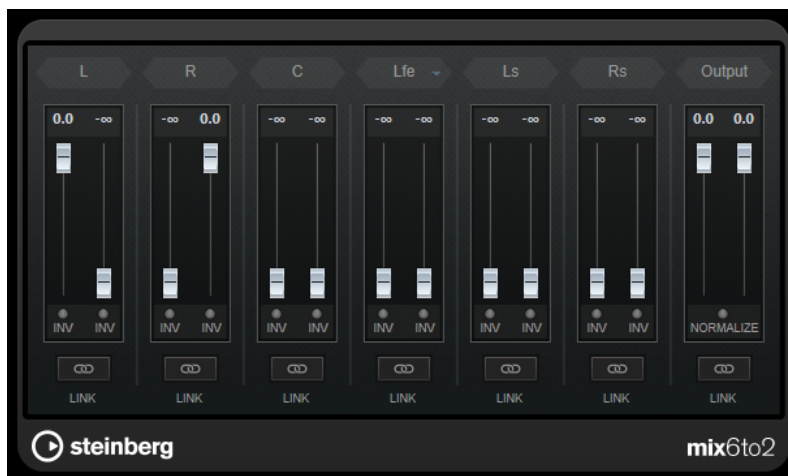 L R C Lfe Ls Rs Output
0.0 -∞ -∞ 0.0 -∞ -∞ -∞ -∞ -∞ -∞ -∞ -∞ 0.0 0.0
INV INV INV INV INV INV INV INV INV INV INV INV NORMALIZE
LINK LINK LINK LINK LINK LINK LINK
steinberg mix6to2